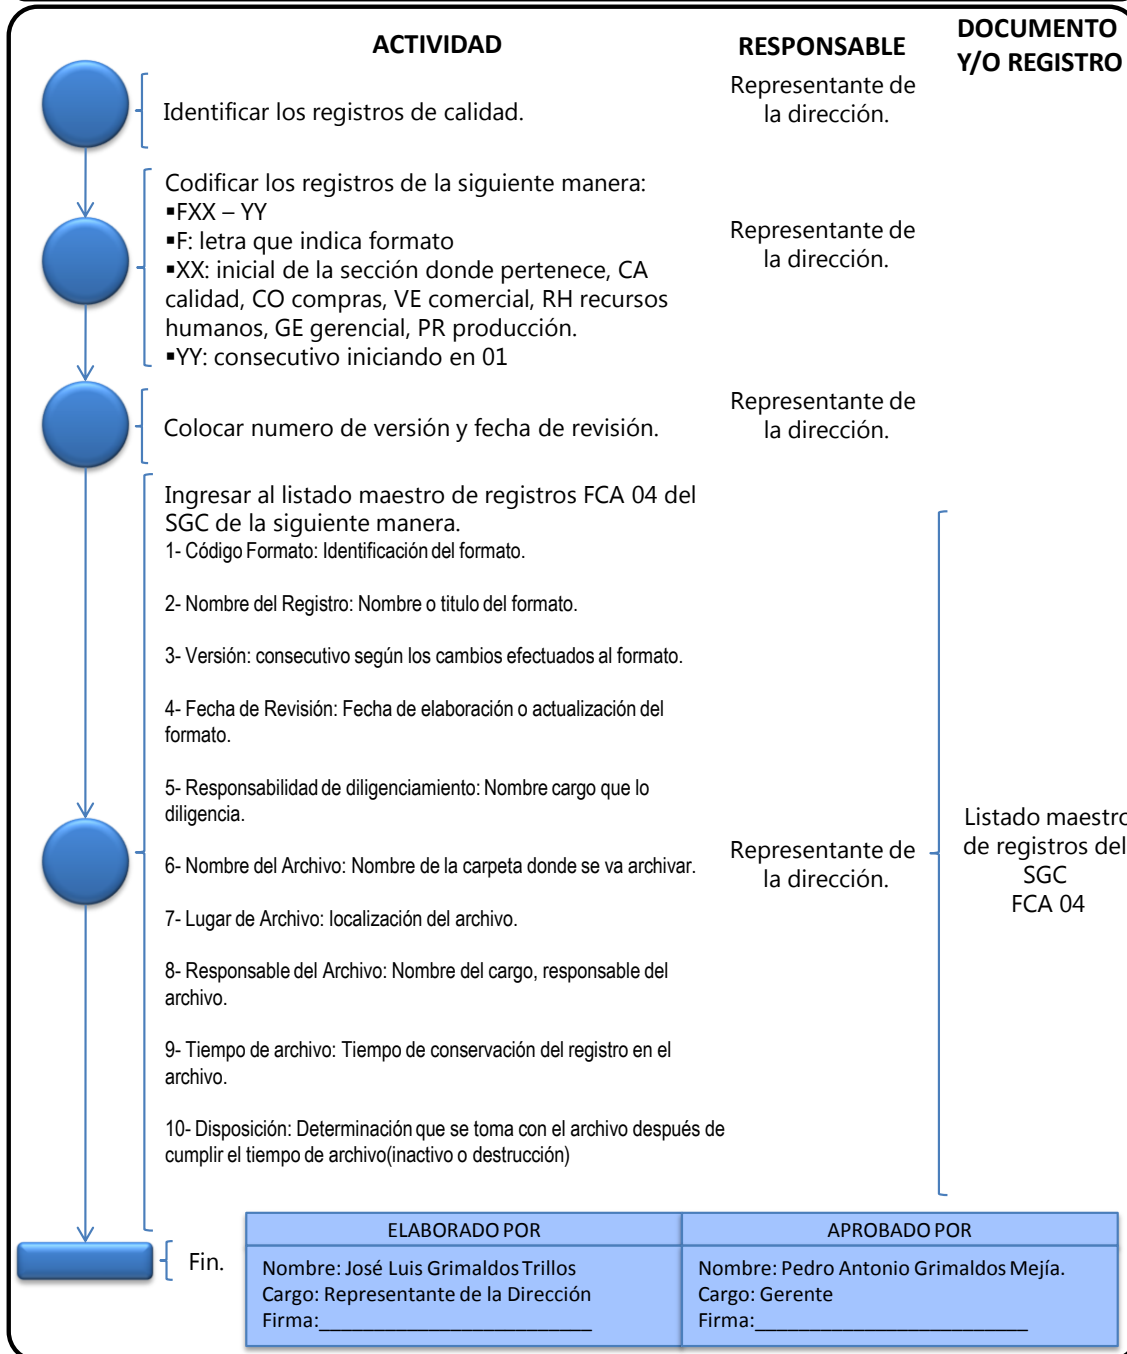 ACTIVIDAD
RESPONSABLE
DOCUMENTO
Y/O REGISTRO
Identificar los registros de calidad.
Representante de
la dirección.
Codificar los registros de la siguiente manera:
▪FXX – YY
▪F: letra que indica formato
▪XX: inicial de la sección donde pertenece, CA
calidad, CO compras, VE comercial, RH recursos
humanos, GE gerencial, PR producción.
▪YY: consecutivo iniciando en 01
Representante de
la dirección.
Colocar numero de versión y fecha de revisión.
Representante de
la dirección.
Ingresar al listado maestro de registros FCA 04 del
SGC de la siguiente manera.
1- Código Formato: Identificación del formato.
2- Nombre del Registro: Nombre o titulo del formato.
3- Versión: consecutivo según los cambios efectuados al formato.
4- Fecha de Revisión: Fecha de elaboración o actualización del
formato.
5- Responsabilidad de diligenciamiento: Nombre cargo que lo
diligencia.
6- Nombre del Archivo: Nombre de la carpeta donde se va archivar.
7- Lugar de Archivo: localización del archivo.
8- Responsable del Archivo: Nombre del cargo, responsable del
archivo.
9- Tiempo de archivo: Tiempo de conservación del registro en el
archivo.
10- Disposición: Determinación que se toma con el archivo después de
cumplir el tiempo de archivo(inactivo o destrucción)
Representante de
la dirección.
Listado maestro
de registros del
SGC
FCA 04
Fin.
ELABORADO POR
Nombre: José Luis Grimaldos Trillos
Cargo: Representante de la Dirección
Firma:_________________________
APROBADO POR
Nombre: Pedro Antonio Grimaldos Mejía.
Cargo: Gerente
Firma:_________________________